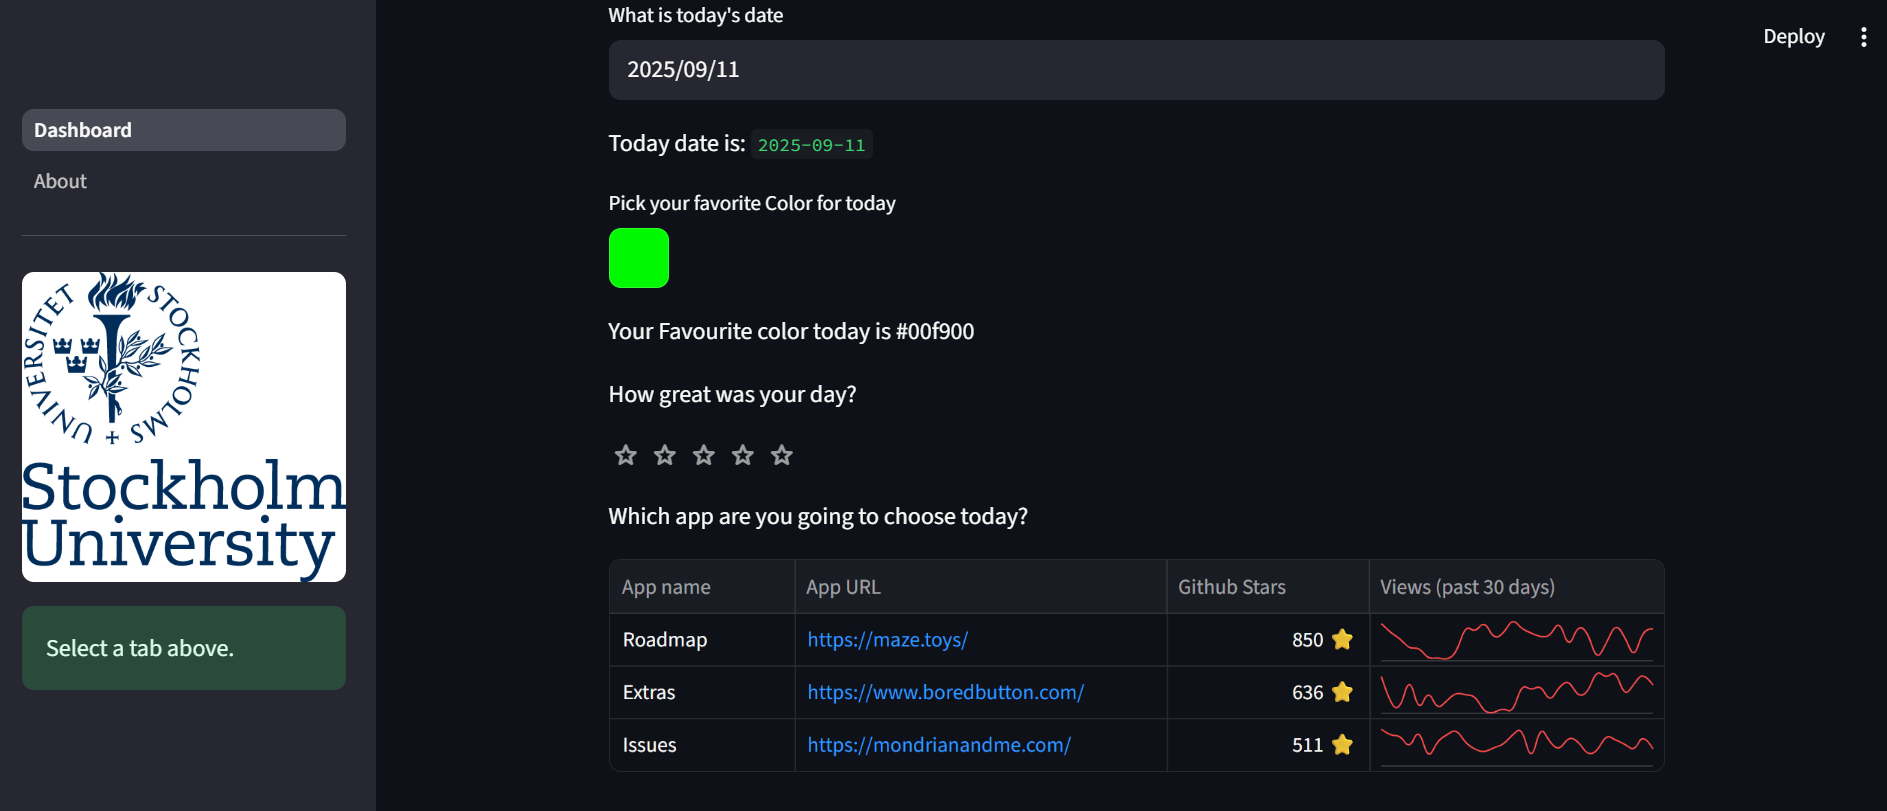 Dashboard
About
UNIVERSITET
STOCKHOLMS
Stockholm
University
Select a tab above.
Deploy
What is today's date
2025/09/11
Today date is: 2025-09-11
Pick your favorite Color for today
Your Favourite color today is #00f900
How great was your day?
Which app are you going to choose today?
App name App URL Github Stars Views (past 30 days)
Roadmap https://maze.toys/ 850 ⭐
Extras https://www.boredbutton.com/ 636 ⭐
Issues https://mondrianandme.com/ 511 ⭐